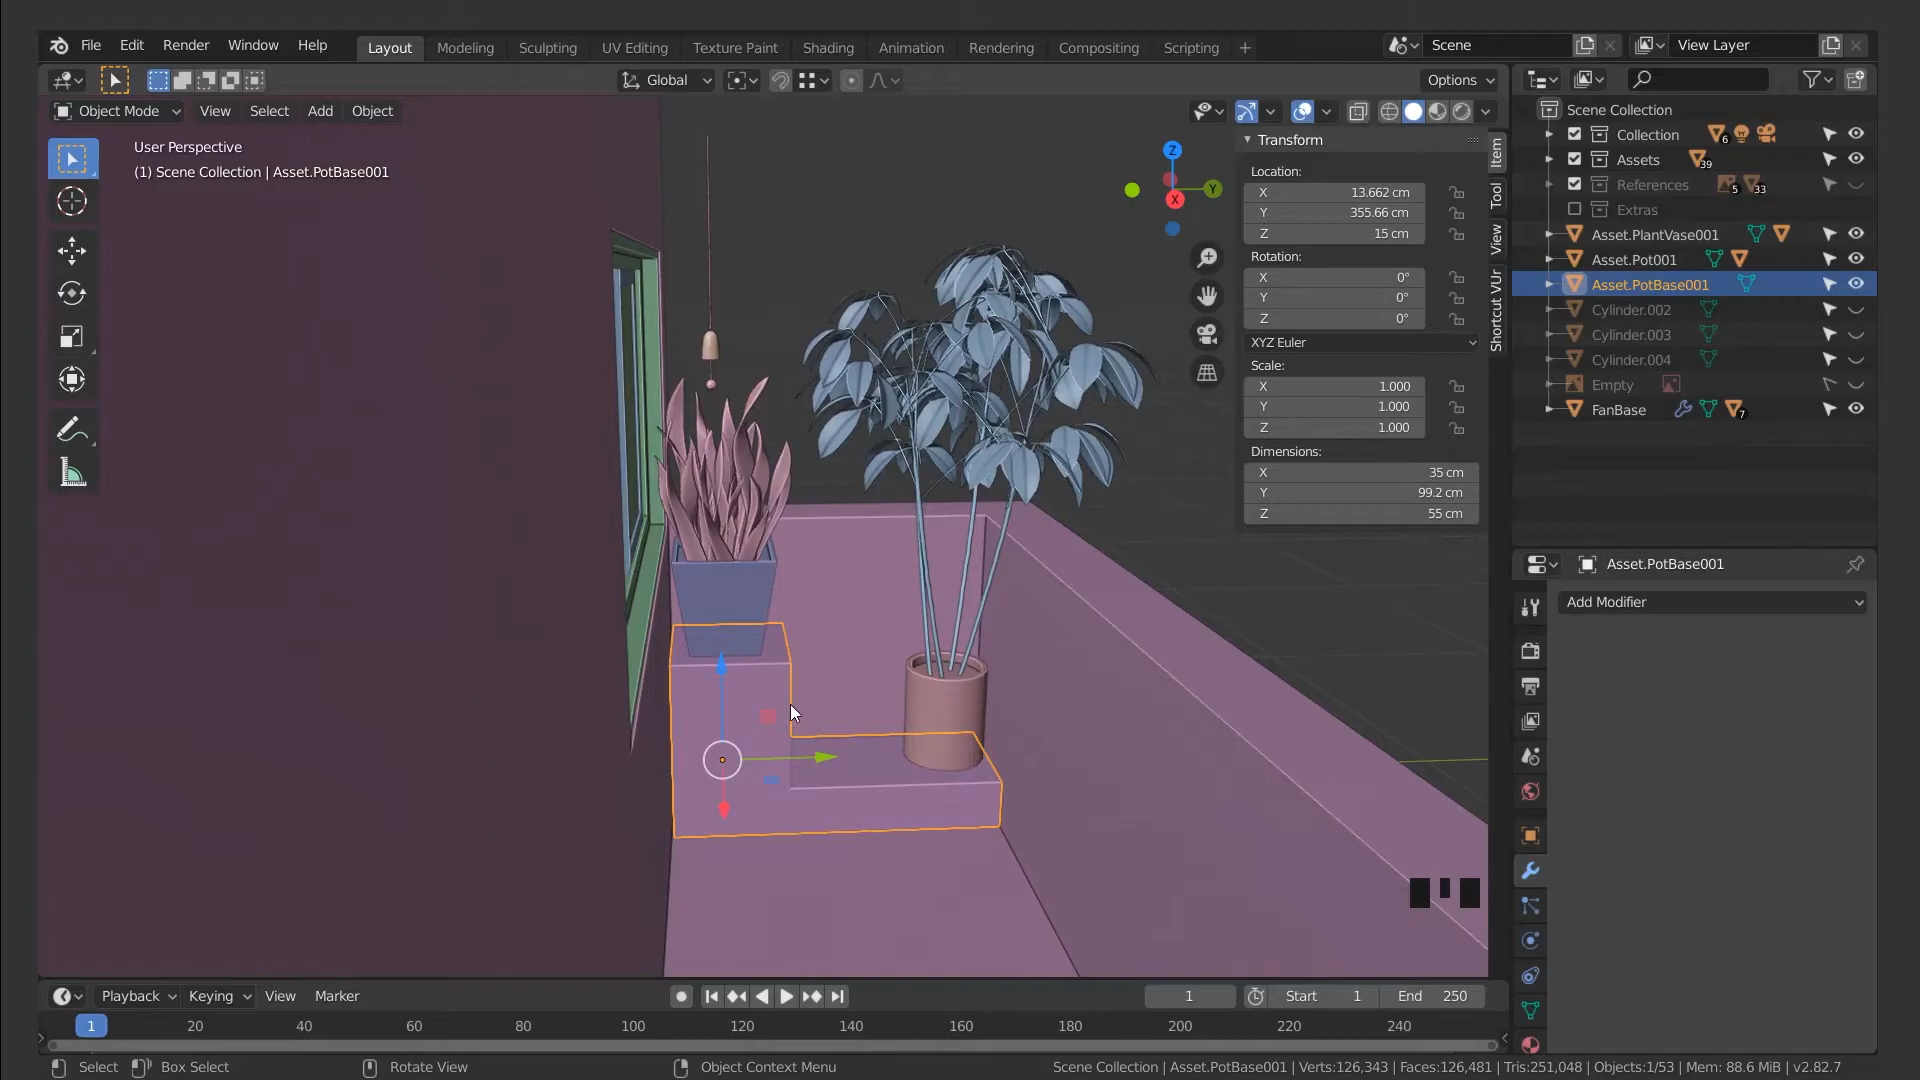 File Edit Render Window Help Layout Modeling Sculpting UV Editing Texture Paint Shading Animation Rendering Compositing Scripting + Scene View Layer
Global Options
Object Mode View Select Add Object
User Perspective
(1) Scene Collection | Asset.PotBase001
Z
Y
X
Transform
Location:
X 13.662 cm
Y 355.66 cm
Z 15 cm
Rotation:
X 0°
Y 0°
Z 0°
XYZ Euler
Scale:
X 1.000
Y 1.000
Z 1.000
Dimensions:
X 35 cm
Y 99.2 cm
Z 55 cm
Item
Tool
View
Shortcut VUr
Scene Collection
Collection 6
Assets 39
References 5 33
Extras
Asset.PlantVase001
Asset.Pot001
Asset.PotBase001
Cylinder.002
Cylinder.003
Cylinder.004
Empty
FanBase 7
Asset.PotBase001
Add Modifier
Playback Keying View Marker 1 Start 1 End 250
1 20 40 60 80 100 120 140 160 180 200 220 240
Select Box Select Rotate View Object Context Menu Scene Collection | Asset.PotBase001 | Verts:126,343 | Faces:126,481 | Tris:251,048 | Objects:1/53 | Mem: 88.6 MiB | v2.82.7